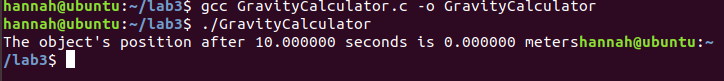 hannah@ubuntu:~/lab3$ gcc GravityCalculator.c -o GravityCalculator
hannah@ubuntu:~/lab3$ ./GravityCalculator
The object's position after 10.000000 seconds is 0.000000 metershannah@ubuntu:~
/lab3$